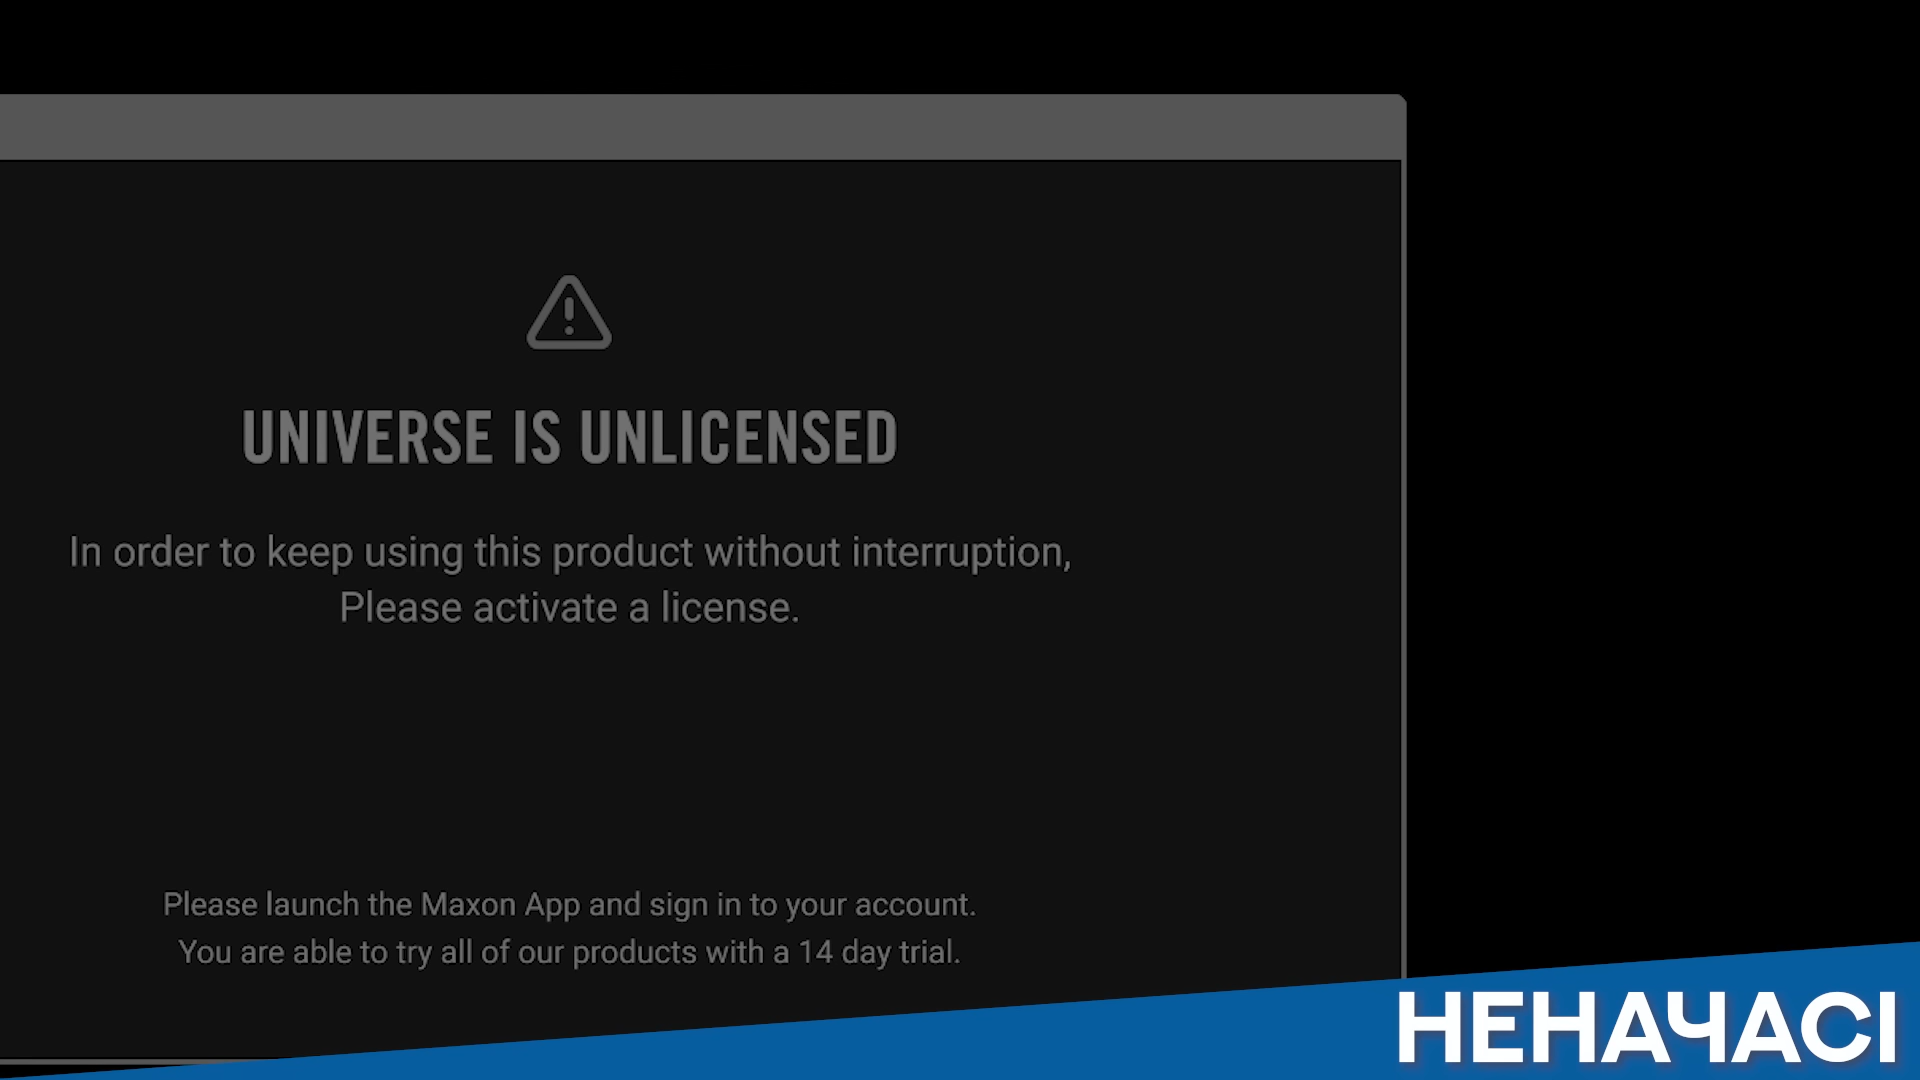 UNIVERSE IS UNLICENSED
In order to keep using this product without interruption,
Please activate a license.
Please launch the Maxon App and sign in to your account.
You are able to try all of our products with a 14 day trial.
НЕНАЧАСІ